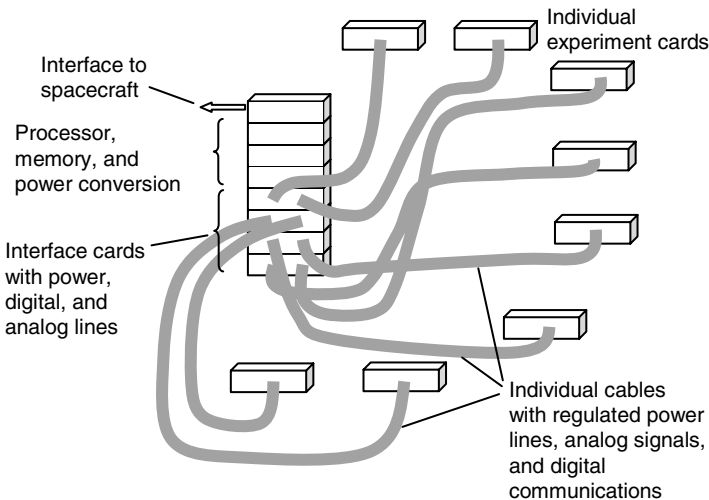 Individual
experiment cards
Interface to
spacecraft
Processor,
memory, and
power conversion
Interface cards
with power,
digital, and
analog lines
Individual cables
with regulated power
lines, analog signals,
and digital
communications